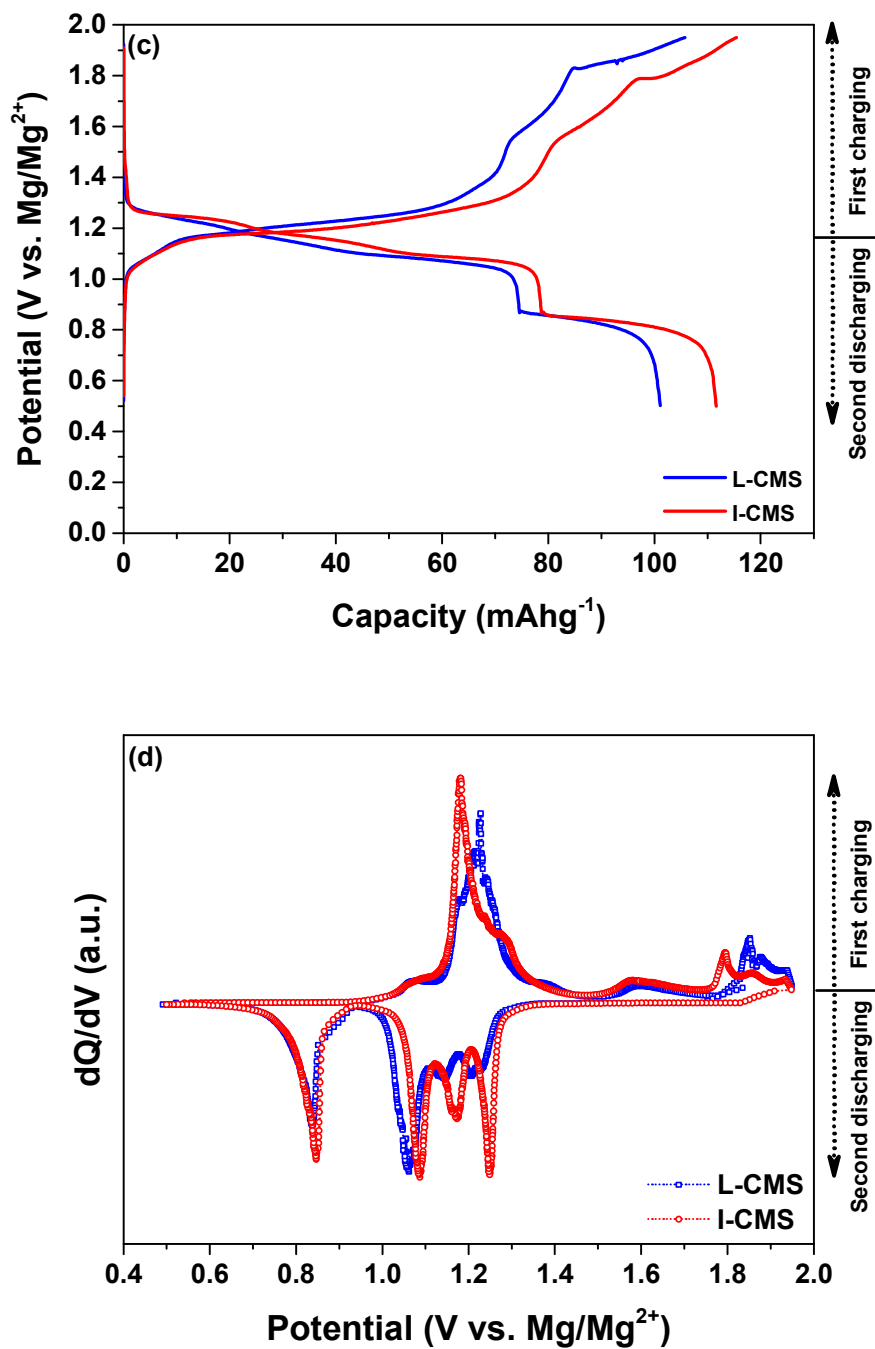 (c)
2.0
1.8
1.6
1.4
1.2
1.0
0.8
0.6
0.4
0.2
0.0
Potential (V vs. Mg/Mg²⁺)
L-CMS
I-CMS
0 20 40 60 80 100 120
Capacity (mAhg⁻¹)
First charging
Second discharging
(d)
dQ/dV (a.u.)
L-CMS
I-CMS
0.4 0.6 0.8 1.0 1.2 1.4 1.6 1.8 2.0
Potential (V vs. Mg/Mg²⁺)
First charging
Second discharging